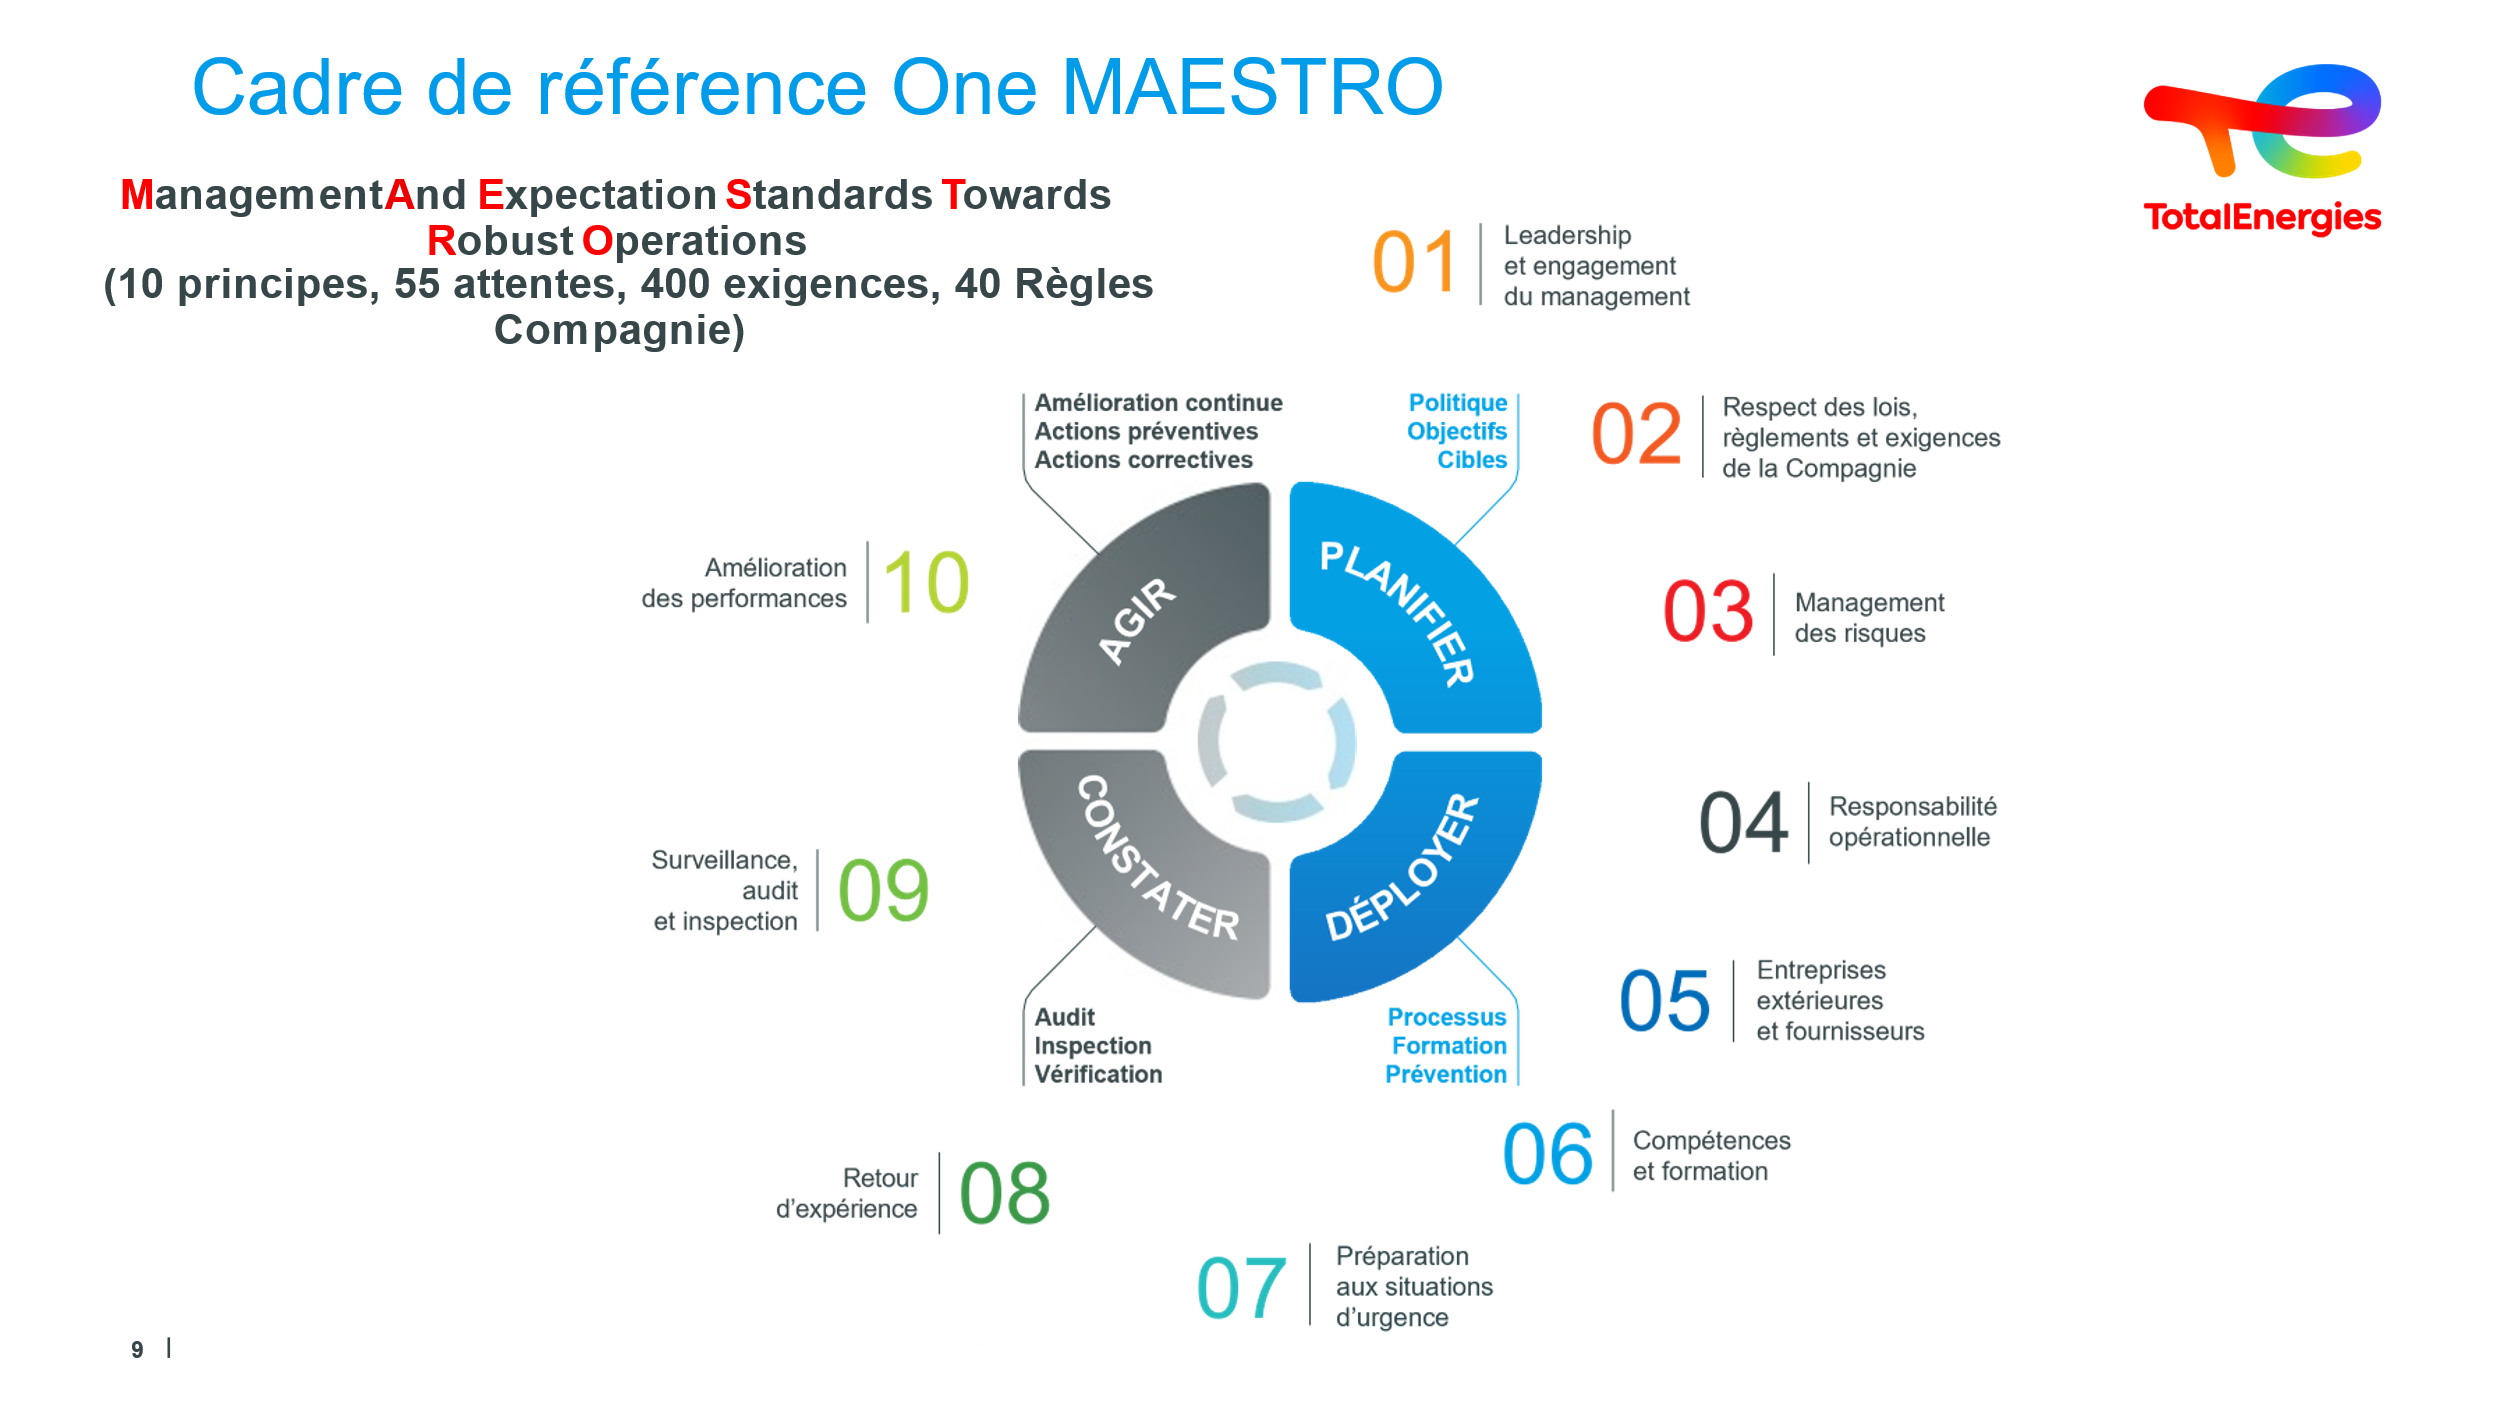 Cadre de référence One MAESTRO
TotalEnergies
Management And Expectation Standards Towards
Robust Operations
(10 principes, 55 attentes, 400 exigences, 40 Règles
Compagnie)
01
Leadership
et engagement
du management
Amélioration continue
Actions préventives
Actions correctives
Politique
Objectifs
Cibles
02
Respect des lois,
règlements et exigences
de la Compagnie
AGIR
PLANIFIER
10
Amélioration
des performances
03
Management
des risques
CONSTATER
DÉPLOYER
04
Responsabilité
opérationnelle
09
Surveillance,
audit
et inspection
05
Entreprises
extérieures
et fournisseurs
Audit
Inspection
Vérification
Processus
Formation
Prévention
06
Compétences
et formation
Retour
d’expérience
08
07
Préparation
aux situations
d’urgence
9 |